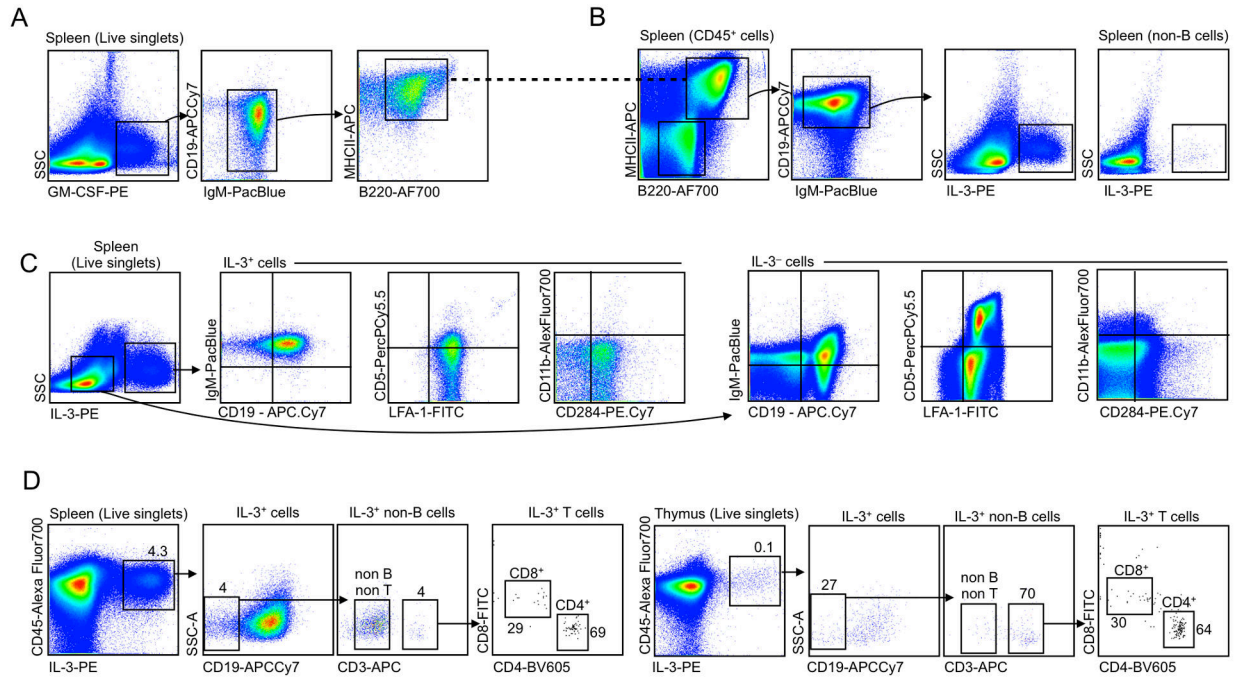 A
Spleen (Live singlets)
SSC
GM-CSF-PE
CD19-APCCy7
IgM-PacBlue
MHCII-APC
B220-AF700
B
Spleen (CD45⁺ cells)
Spleen (non-B cells)
MHCII-APC
B220-AF700
CD19-APCCy7
IgM-PacBlue
SSC
IL-3-PE
SSC
IL-3-PE
C
Spleen
(Live singlets)
IL-3⁺ cells
IL-3⁻ cells
SSC
IL-3-PE
IgM-PacBlue
CD19 - APC.Cy7
CD5-PercPCy5.5
LFA-1-FITC
CD11b-AlexFluor700
CD284-PE.Cy7
IgM-PacBlue
CD19 - APC.Cy7
CD5-PercPCy5.5
LFA-1-FITC
CD11b-AlexFluor700
CD284-PE.Cy7
D
Spleen (Live singlets)
CD45-Alexa Fluor700
4.3
IL-3-PE
IL-3⁺ cells
SSC-A
4
CD19-APCCy7
IL-3⁺ non-B cells
non B
non T
4
CD3-APC
IL-3⁺ T cells
CD8-FITC
CD8⁺
29
CD4⁺
69
CD4-BV605
Thymus (Live singlets)
CD45-Alexa Fluor700
0.1
IL-3-PE
IL-3⁺ cells
SSC-A
27
CD19-APCCy7
IL-3⁺ non-B cells
non B
non T
70
CD3-APC
IL-3⁺ T cells
CD8-FITC
CD8⁺
30
CD4⁺
64
CD4-BV605